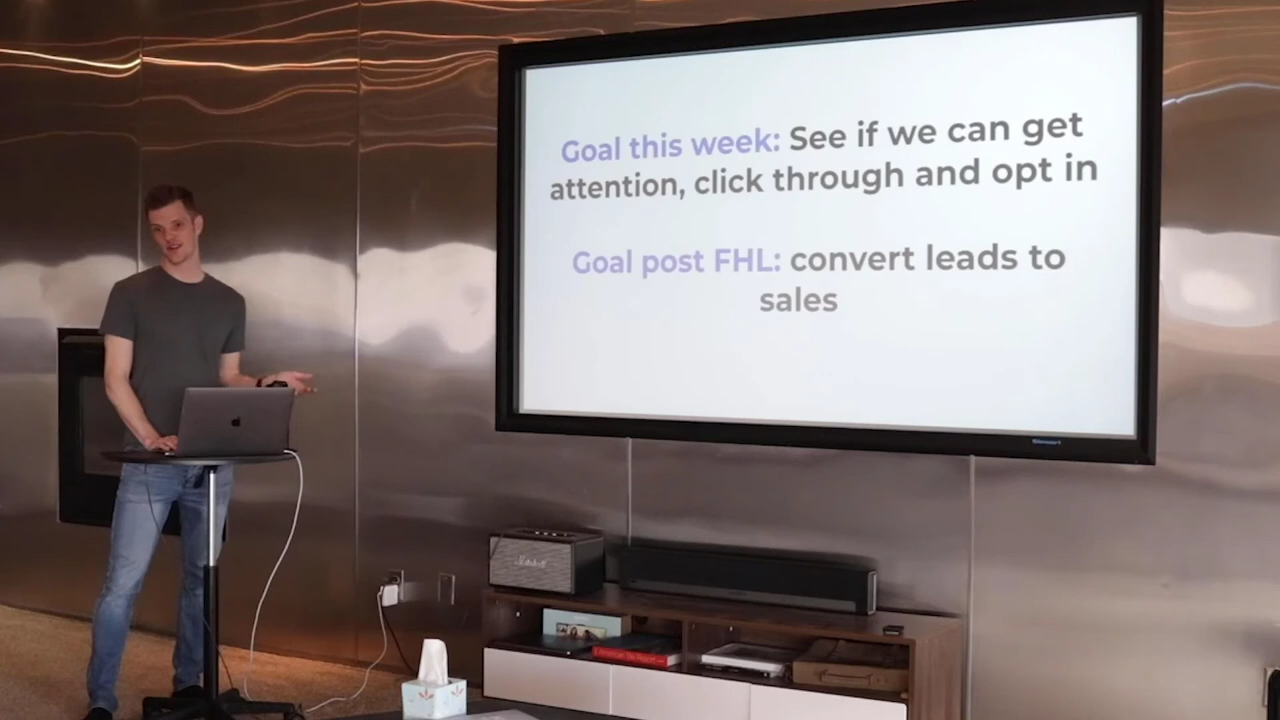 Goal this week: See if we can get
attention, click through and opt in
Goal post FHL: convert leads to
sales
Marshall